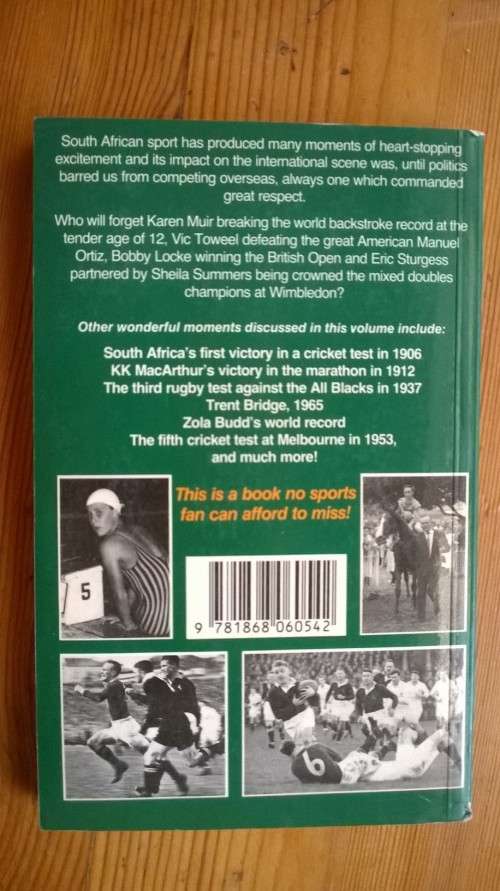 South African sport has produced many moments of heart-stopping
excitement and its impact on the international scene was, until politics
barred us from competing overseas, always one which commanded
great respect.
Who will forget Karen Muir breaking the world backstroke record at the
tender age of 12, Vic Toweel defeating the great American Manuel
Ortiz, Bobby Locke winning the British Open and Eric Sturgess
partnered by Sheila Summers being crowned the mixed doubles
champions at Wimbledon?
Other wonderful moments discussed in this volume include:
South Africa's first victory in a cricket test in 1906
KK MacArthur's victory in the marathon in 1912
The third rugby test against the All Blacks in 1937
Trent Bridge, 1965
Zola Budd's world record
The fifth cricket test at Melbourne in 1953,
and much more!
This is a book no sports
fan can afford to miss!
5
9 781868 060542
9